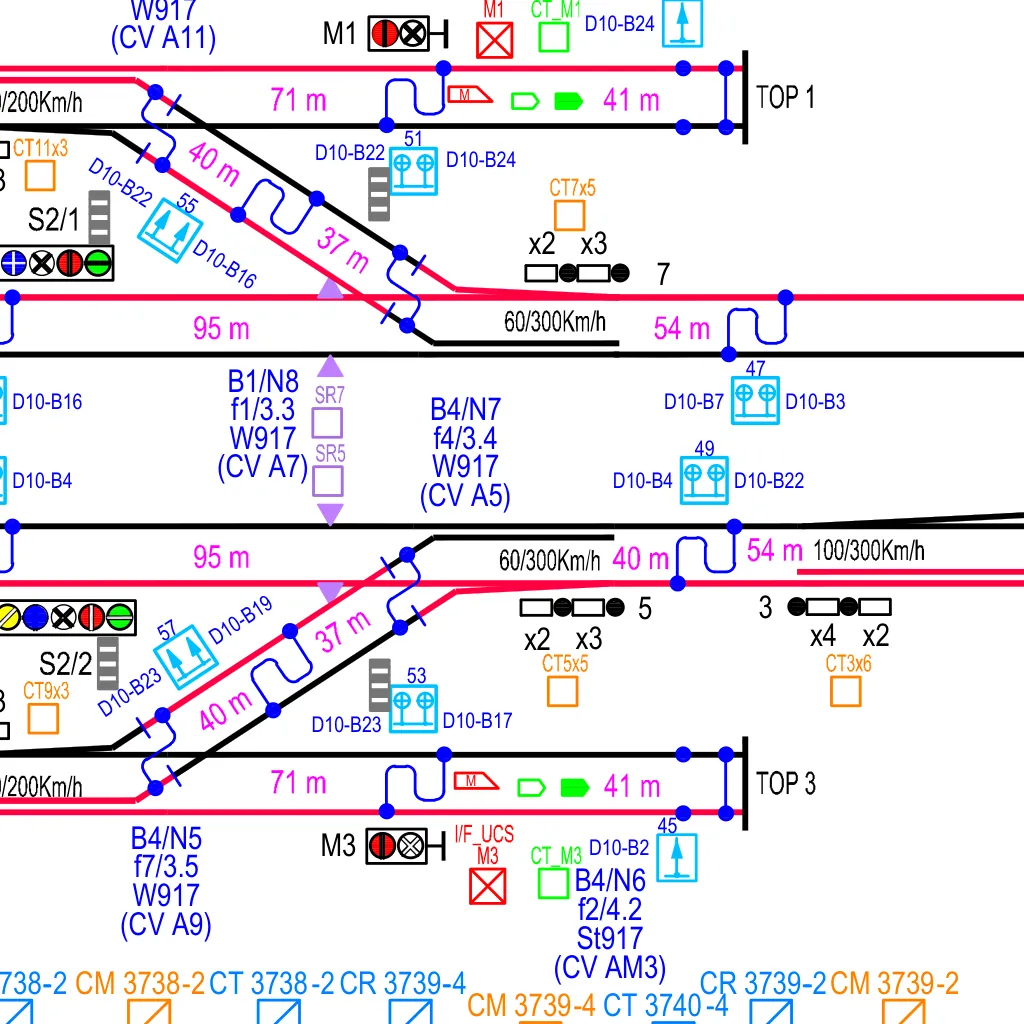 W917
(CV A11)
M1
M1
CT_M1
D10-B24
/200Km/h
71 m
M
41 m
TOP 1
CT11x3
40 m
D10-B22
51
D10-B24
D10-B22
55
D10-B16
S2/1
CT7x5
x2 x3
7
37 m
95 m
60/300Km/h
54 m
D10-B16
B1/N8
f1/3.3
W917
(CV A7)
SR7
SR5
B4/N7
f4/3.4
W917
(CV A5)
47
D10-B7
D10-B3
D10-B4
49
D10-B4
D10-B22
95 m
60/300Km/h
40 m
54 m
100/300Km/h
57
D10-B19
D10-B23
37 m
5
x2 x3
CT5x5
3
x4 x2
CT3x6
S2/2
CT9x3
40 m
53
D10-B23
D10-B17
/200Km/h
71 m
M
41 m
TOP 3
B4/N5
f7/3.5
W917
(CV A9)
M3
I/F_UCS
M3
CT_M3
D10-B2
45
B4/N6
f2/4.2
St917
(CV AM3)
738-2
CM 3738-2
CT 3738-2
CR 3739-4
CM 3739-4
CT 3740-4
CR 3739-2
CM 3739-2